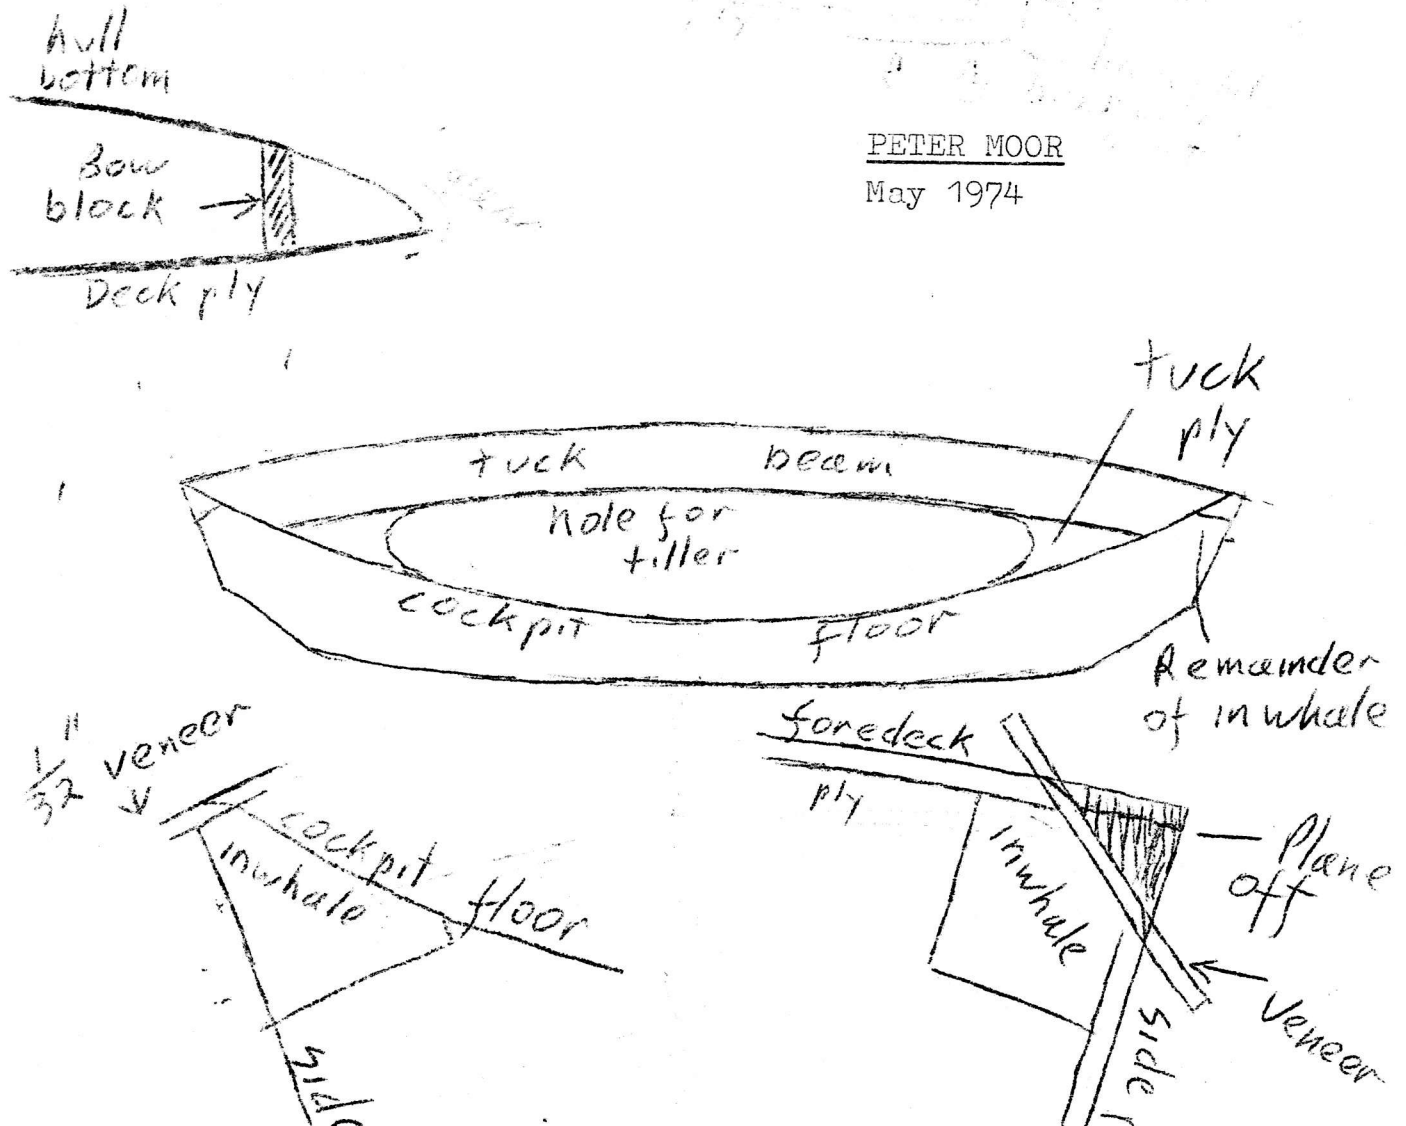 hull
bottom
Bow
block
Deck ply
PETER MOOR
May 1974
tuck
ply
tuck beam
hole for
tiller
cockpit floor
Remainder
of inwhale
1/32" veneer
cockpit floor
inwhale
side
foredeck
ply
inwhale
Plane
off
Veneer
side